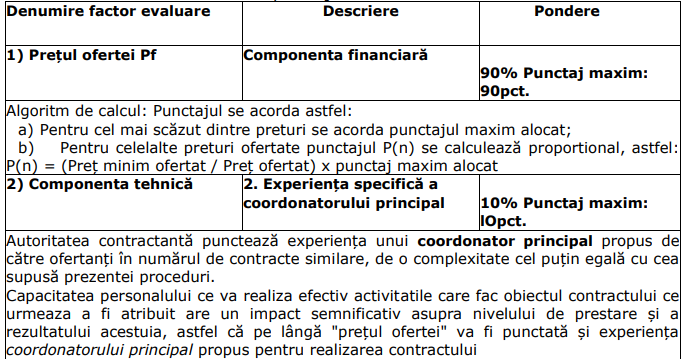 Denumire factor evaluare Descriere Pondere
1) Prețul ofertei Pf Componenta financiară
90% Punctaj maxim:
90pct.
Algoritm de calcul: Punctajul se acorda astfel:
a) Pentru cel mai scăzut dintre preturi se acorda punctajul maxim alocat;
b) Pentru celelalte preturi ofertate punctajul P(n) se calculează proportional, astfel:
P(n) = (Preț minim ofertat / Preț ofertat) x punctaj maxim alocat
2) Componenta tehnică 2. Experiența specifică a
coordonatorului principal
10% Punctaj maxim:
lOpct.
Autoritatea contractantă punctează experiența unui coordonator principal propus de
către ofertanți în numărul de contracte similare, de o complexitate cel puțin egală cu cea
supusă prezentei proceduri.
Capacitatea personalului ce va realiza efectiv activitatile care fac obiectul contractului ce
urmeaza a fi atribuit are un impact semnificativ asupra nivelului de prestare și a
rezultatului acestuia, astfel că pe lângă "prețul ofertei" va fi punctată și experiența
coordonatorului principal propus pentru realizarea contractului